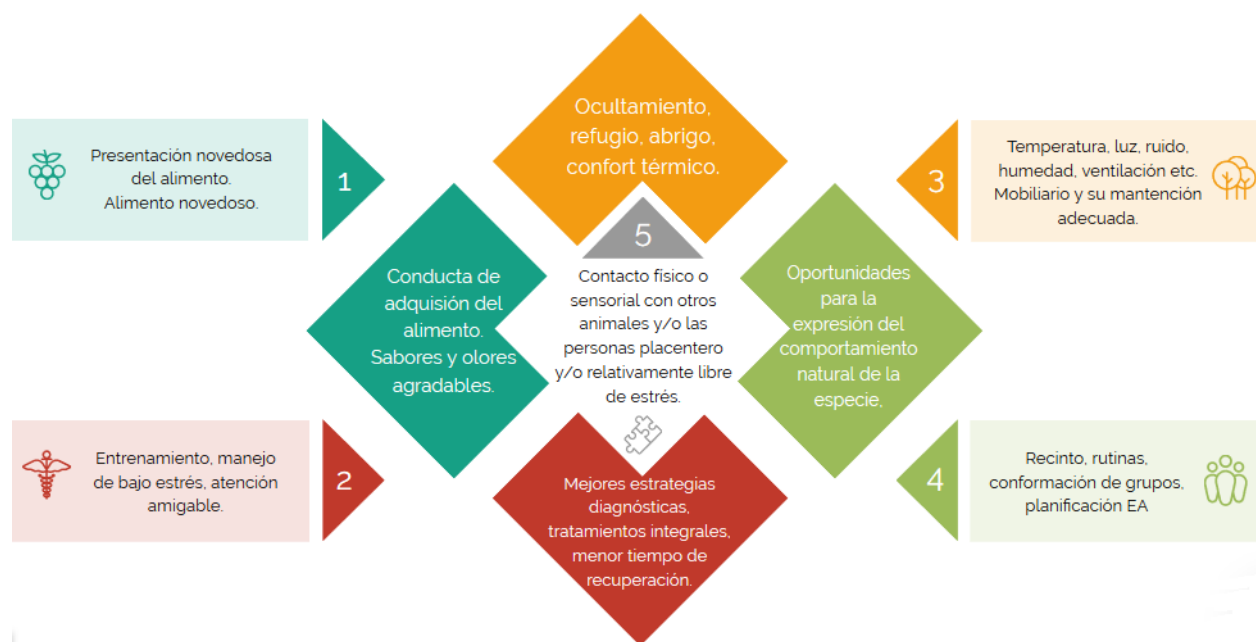 Presentación novedosa
del alimento.
Alimento novedoso.
1
Ocultamiento,
refugio, abrigo,
confort térmico.
3
Temperatura, luz, ruido,
humedad, ventilación etc.
Mobiliario y su mantención
adecuada.
Conducta de
adquisición del
alimento.
Sabores y olores
agradables.
5
Contacto físico o
sensorial con otros
animales y/o las
personas placentero
y/o relativamente libre
de estrés.
Oportunidades
para la
expresión del
comportamiento
natural de la
especie,
Entrenamiento, manejo
de bajo estrés, atención
amigable.
2
Mejores estrategias
diagnósticas,
tratamientos integrales,
menor tiempo de
recuperación.
4
Recinto, rutinas,
conformación de grupos,
planificación EA